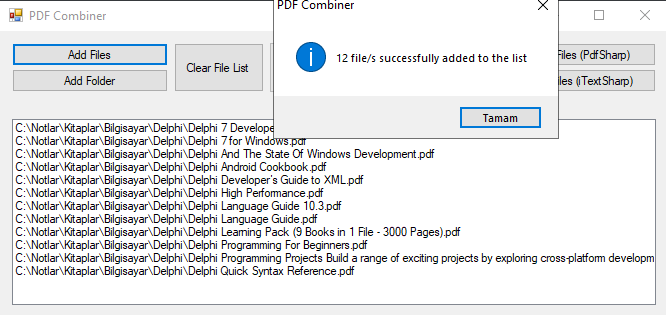 PDF Combiner
PDF Combiner
Add Files
Add Folder
Clear File List
Files (PdfSharp)
Files (iTextSharp)
12 file/s successfully added to the list
Tamam
C:\Notlar\Kitaplar\Bilgisayar\Delphi\Delphi 7 Develope
C:\Notlar\Kitaplar\Bilgisayar\Delphi\Delphi 7 for Windows.pdf
C:\Notlar\Kitaplar\Bilgisayar\Delphi\Delphi And The State Of Windows Development.pdf
C:\Notlar\Kitaplar\Bilgisayar\Delphi\Delphi Android Cookbook.pdf
C:\Notlar\Kitaplar\Bilgisayar\Delphi\Delphi Developer's Guide to XML.pdf
C:\Notlar\Kitaplar\Bilgisayar\Delphi\Delphi High Performance.pdf
C:\Notlar\Kitaplar\Bilgisayar\Delphi\Delphi Language Guide 10.3.pdf
C:\Notlar\Kitaplar\Bilgisayar\Delphi\Delphi Language Guide.pdf
C:\Notlar\Kitaplar\Bilgisayar\Delphi\Delphi Learning Pack (9 Books in 1 File - 3000 Pages).pdf
C:\Notlar\Kitaplar\Bilgisayar\Delphi\Delphi Programming For Beginners.pdf
C:\Notlar\Kitaplar\Bilgisayar\Delphi\Delphi Programming Projects Build a range of exciting projects by exploring cross-platform developm
C:\Notlar\Kitaplar\Bilgisayar\Delphi\Delphi Quick Syntax Reference.pdf